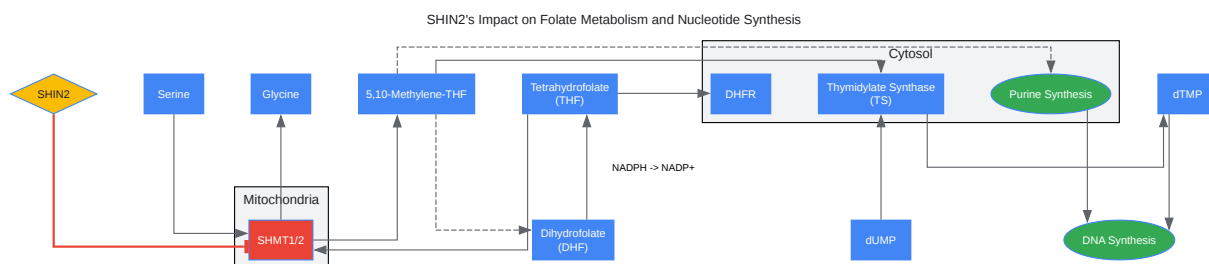 SHIN2's Impact on Folate Metabolism and Nucleotide Synthesis
Cytosol
SHIN2
Serine
Glycine
5,10-Methylene-THF
Tetrahydrofolate
(THF)
DHFR
Thymidylate Synthase
(TS)
Purine Synthesis
dTMP
NADPH -> NADP+
Mitochondria
SHMT1/2
Dihydrofolate
(DHF)
dUMP
DNA Synthesis